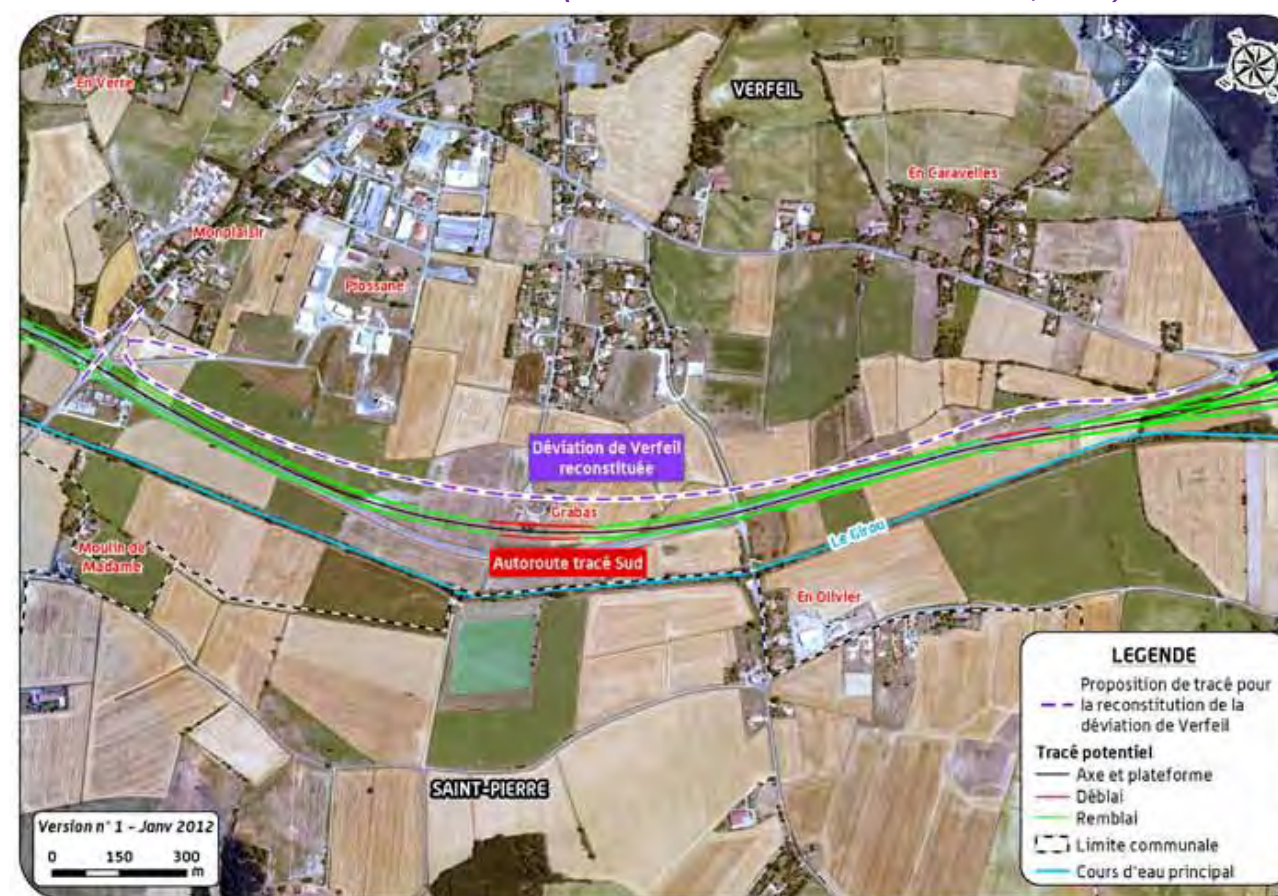 En Verre
VERFEIL
En Caravelles
Monplaisir
Piossane
Déviation de Verfeil
reconstituée
Grabas
Le Girou
Autoroute tracé Sud
Moulin de
Madame
En Olivier
SAINT-PIERRE
Version n° 1 - Janv 2012
0 150 300
m
LEGENDE
Proposition de tracé pour
la reconstitution de la
déviation de Verfeil
Tracé potentiel
Axe et plateforme
Déblai
Remblai
Limite communale
Cours d'eau principal